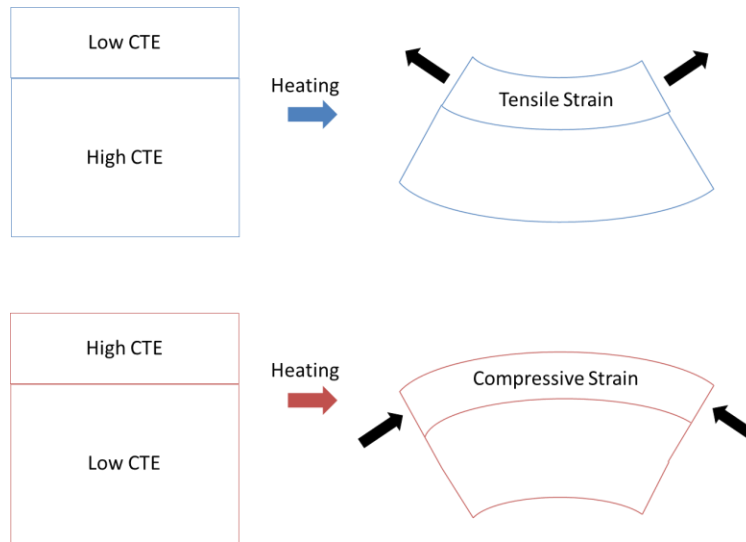 Low CTE
Heating
Tensile Strain
High CTE
High CTE
Heating
Compressive Strain
Low CTE